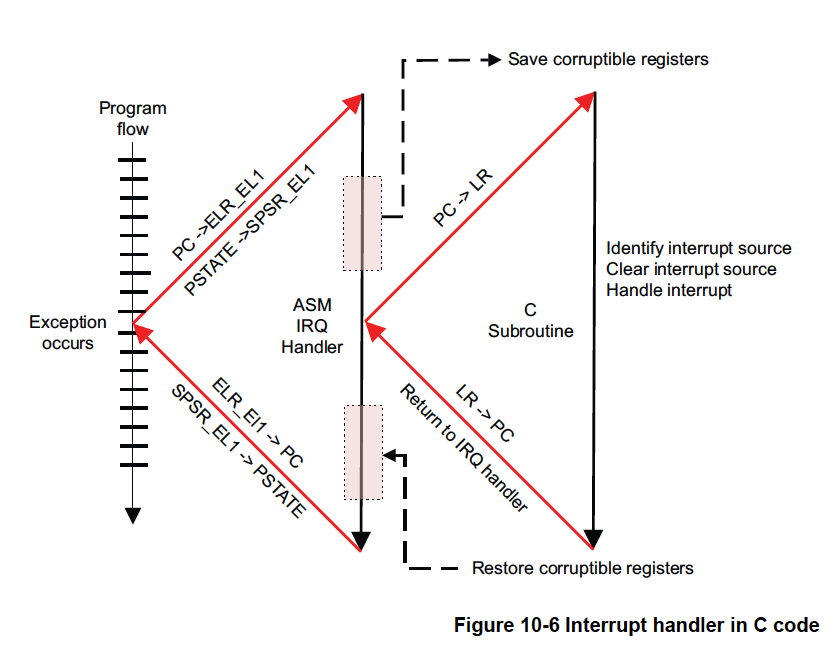 Save corruptible registers
Program
flow
PC ->ELR_EL1
PSTATE ->SPSR_EL1
PC -> LR
Identify interrupt source
Clear interrupt source
Handle interrupt
ASM
IRQ
Handler
C
Subroutine
Exception
occurs
ELR_El1 -> PC
SPSR_EL1 -> PSTATE
LR -> PC
Return to IRQ handler
Restore corruptible registers
Figure 10-6 Interrupt handler in C code